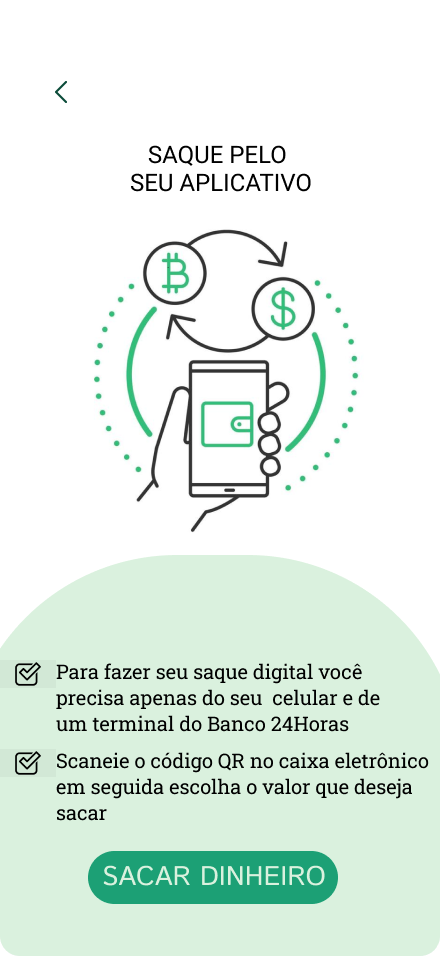 SAQUE PELO
SEU APLICATIVO
Para fazer seu saque digital você
precisa apenas do seu  celular e de
um terminal do Banco 24Horas
Scaneie o código QR no caixa eletrônico
em seguida escolha o valor que deseja
sacar
SACAR DINHEIRO